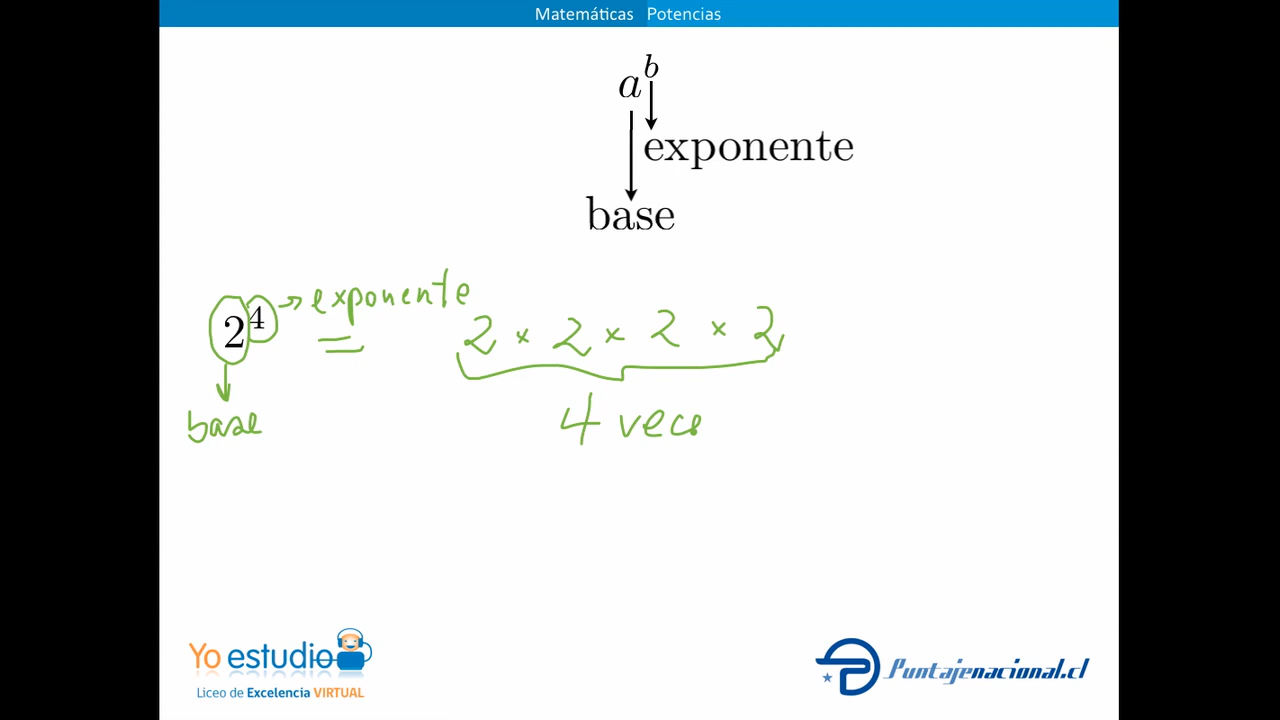 Matemáticas Potencias
a^b
exponente
base
2^4 → exponente
2 × 2 × 2 × 2
base
4 vece
Yo estudio
Liceo de Excelencia VIRTUAL
Puntajenacional.cl